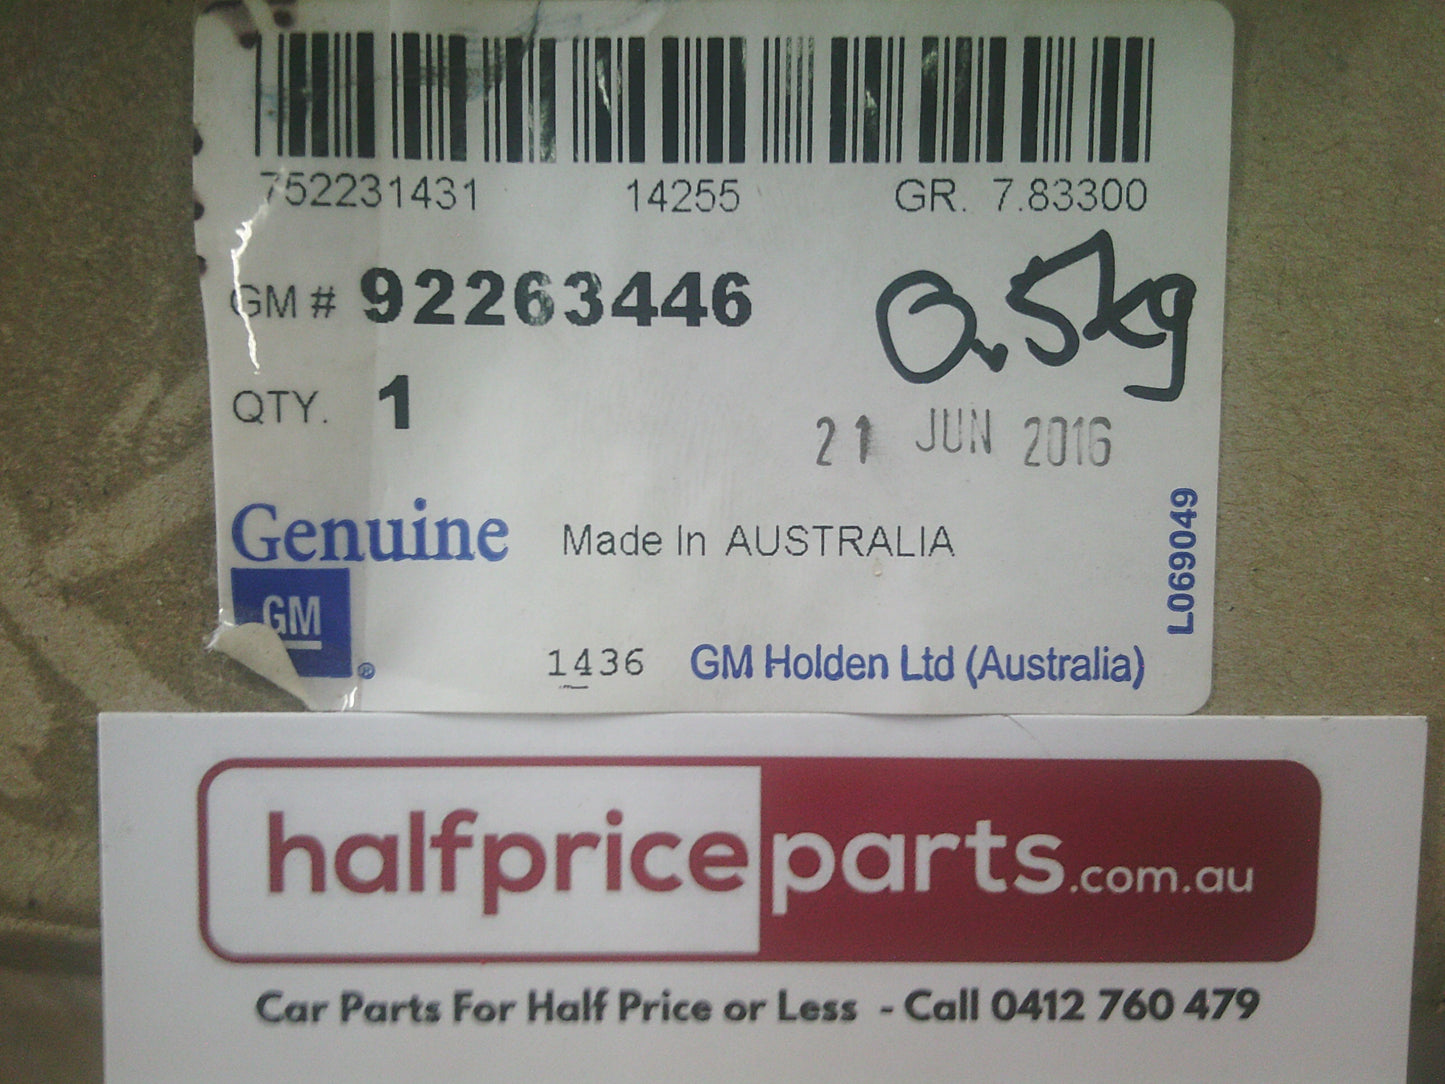 752231431 14255 GR. 7.83300
GM # 92263446
0.5kg
QTY. 1
21 JUN 2016
Genuine Made In AUSTRALIA
L069049
GM ®
1436 GM Holden Ltd (Australia)
halfpriceparts.com.au
Car Parts For Half Price or Less - Call 0412 760 479